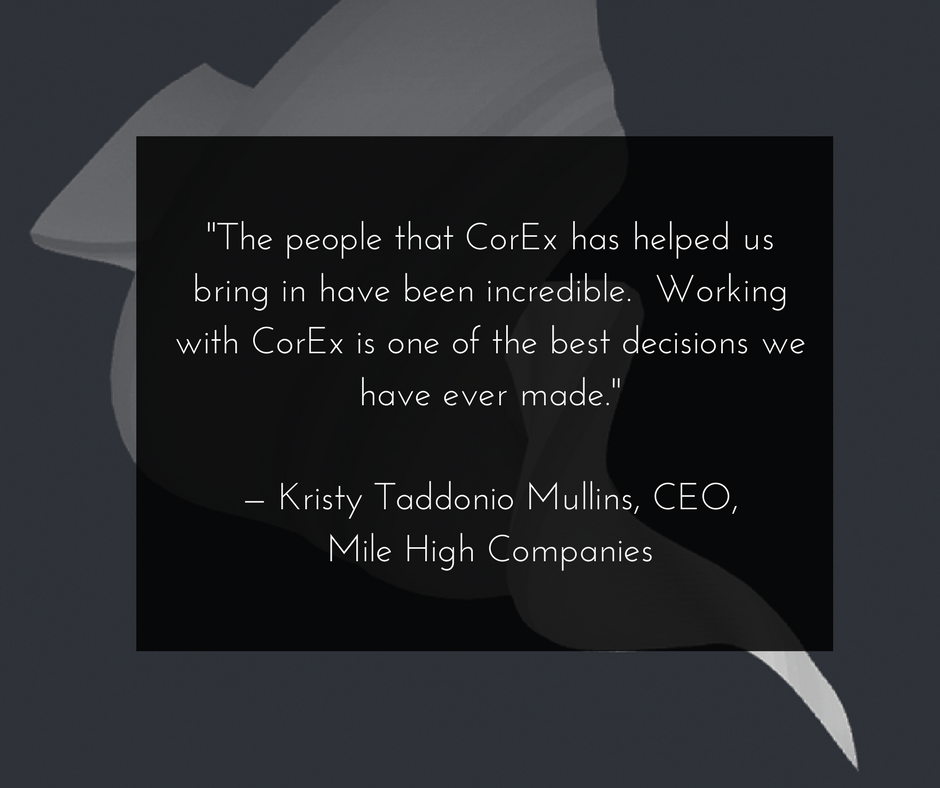 "The people that CorEx has helped us
bring in have been incredible.  Working
with CorEx is one of the best decisions we
have ever made."
– Kristy Taddonio Mullins, CEO,
Mile High Companies